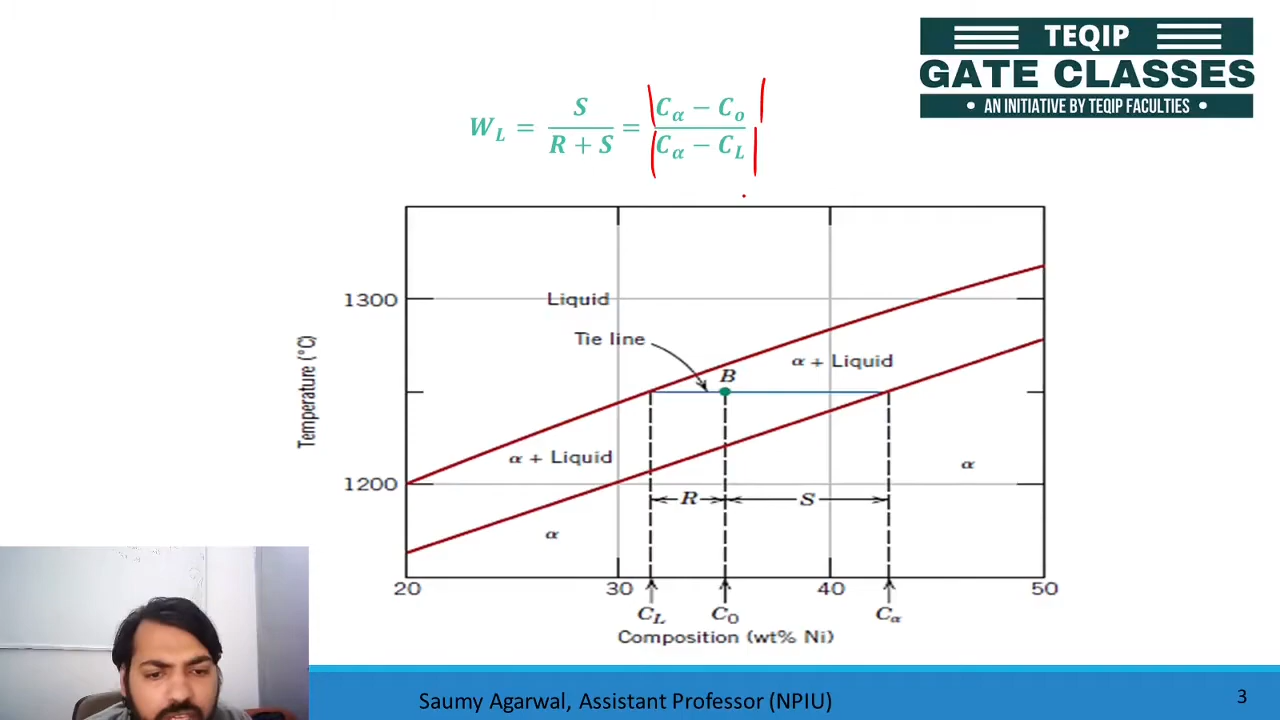 TEQIP
GATE CLASSES
• AN INITIATIVE BY TEQIP FACULTIES •
W_L = S / (R + S) = (C_α − C_o) / (C_α − C_L)
1300
Liquid
Tie line
α + Liquid
B
Temperature (°C)
α + Liquid
α
1200
R
S
α
20
30
40
50
C_L
C_0
C_α
Composition (wt% Ni)
Saumy Agarwal, Assistant Professor (NPIU)
3